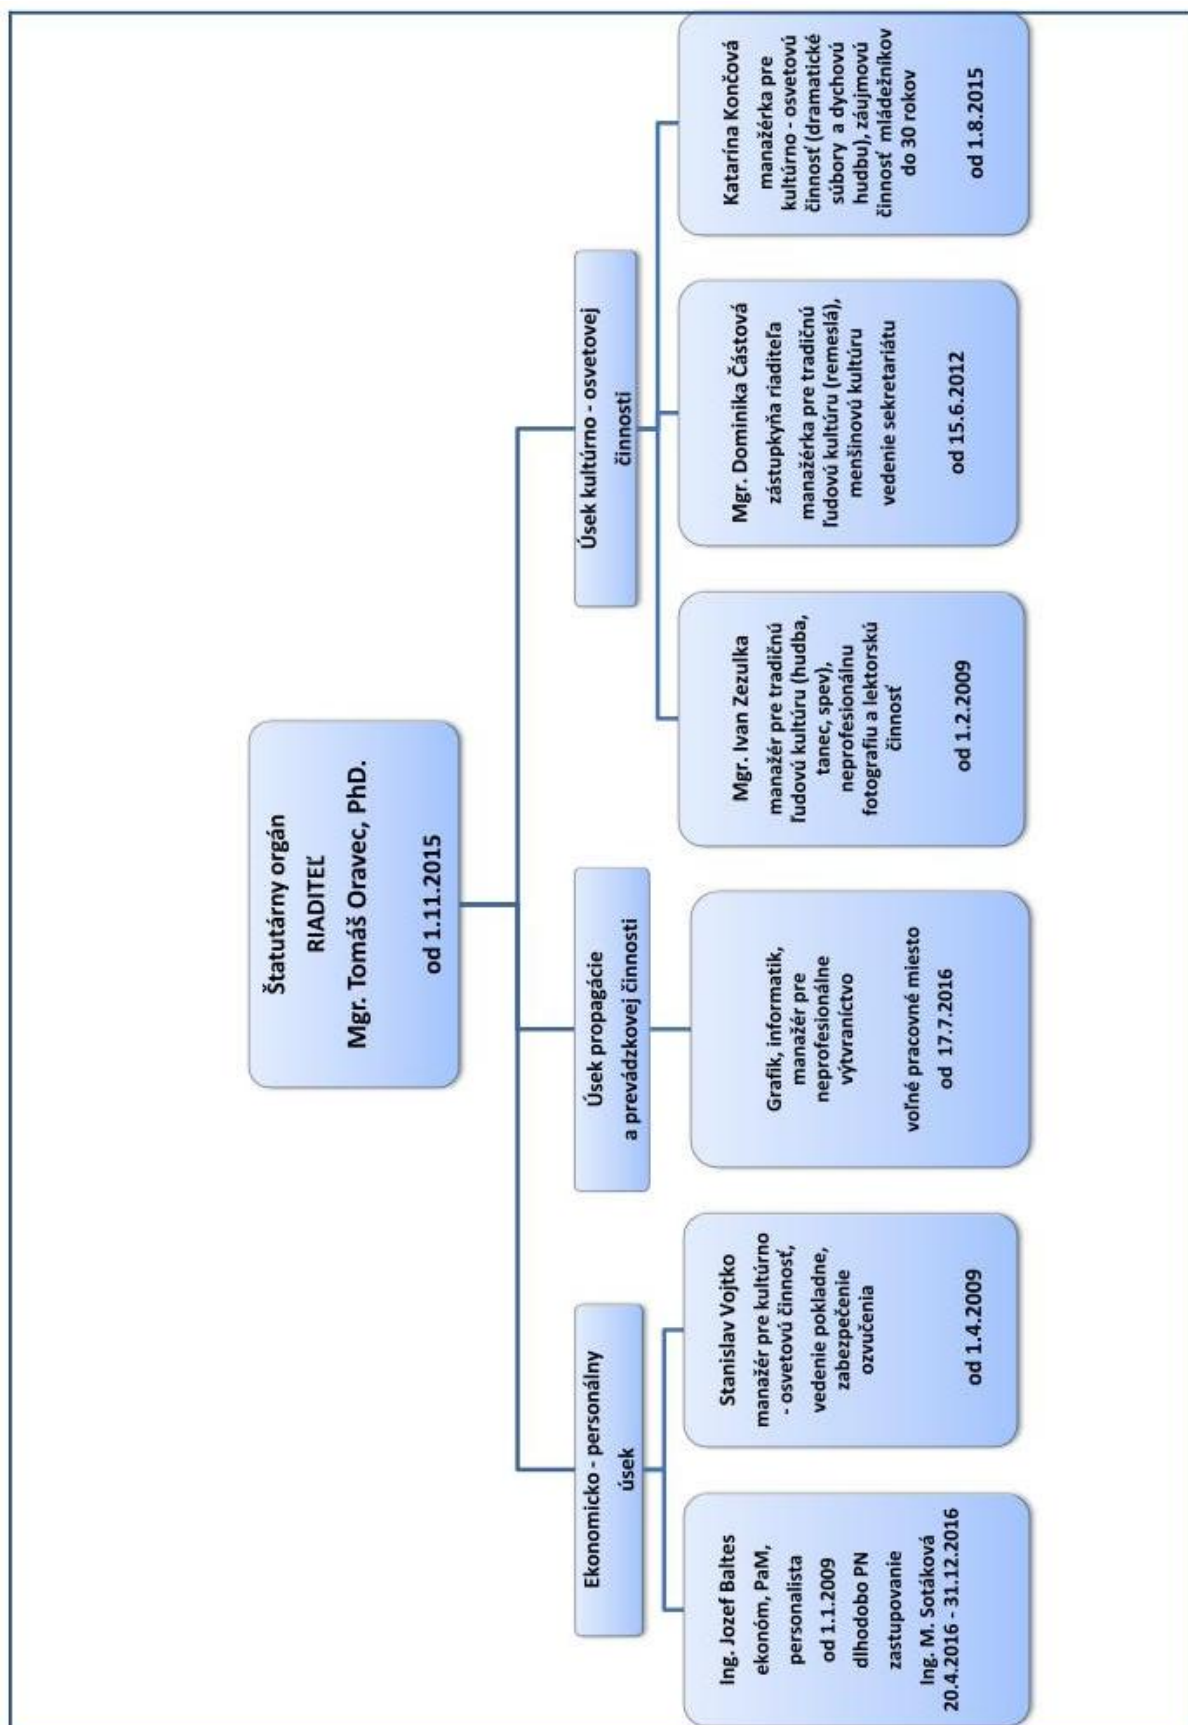 Štatutárny orgán
RIADITEĽ
Mgr. Tomáš Oravec, PhD.
od 1.11.2015
Ekonomicko - personálny
úsek
Úsek propagácie
a prevádzkovej činnosti
Úsek kultúrno - osvetovej
činnosti
Ing. Jozef Baltes
ekonóm, PaM,
personalista
od 1.1.2009
dlhodobo PN
zastupovanie
Ing. M. Sotáková
20.4.2016 - 31.12.2016
Stanislav Vojtko
manažér pre kultúrno
- osvetovú činnosť,
vedenie pokladne,
zabezpečenie
ozvučenia
od 1.4.2009
Grafik, informatik,
manažér pre
neprofesionálne
výtvraníctvo
voľné pracovné miesto
od 17.7.2016
Mgr. Ivan Zezulka
manažér pre tradičnú
ľudovú kultúru (hudba,
tanec, spev),
neprofesionálnu
fotografiu a lektorskú
činnosť
od 1.2.2009
Mgr. Dominika Částová
zástupkyňa riaditeľa
manažérka pre tradičnú
ľudovú kultúru (remeslá),
menšinovú kultúru
vedenie sekretariátu
od 15.6.2012
Katarína Končová
manažérka pre
kultúrno - osvetovú
činnosť (dramatické
súbory a dychovú
hudbu), záujmovú
činnosť mládežníkov
do 30 rokov
od 1.8.2015